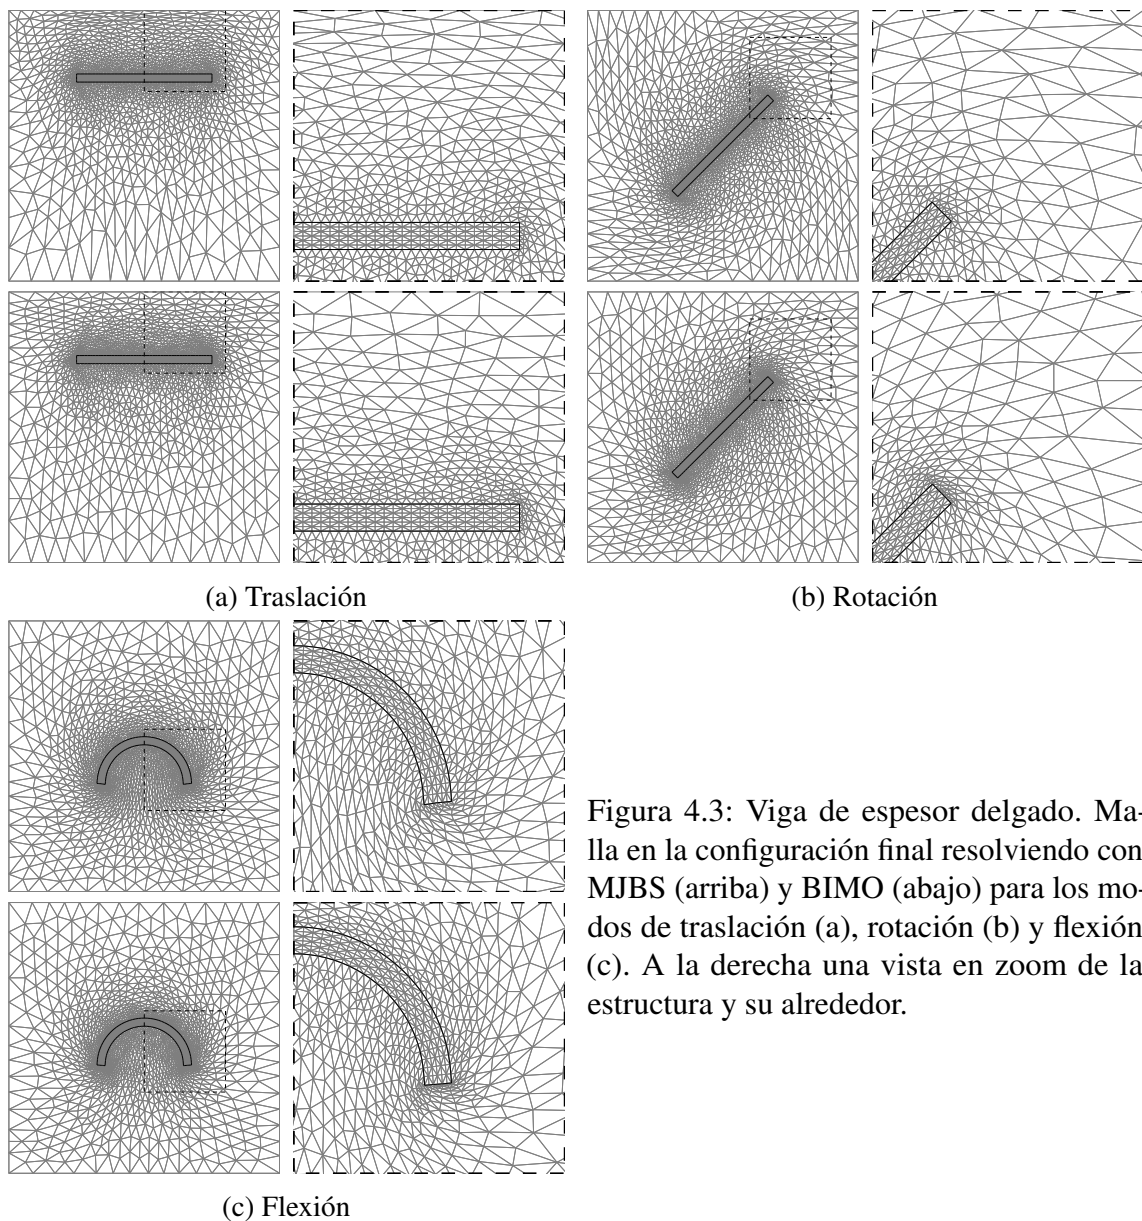 (a) Traslación
(b) Rotación
(c) Flexión
Figura 4.3: Viga de espesor delgado. Ma-
lla en la configuración final resolviendo con
MJBS (arriba) y BIMO (abajo) para los mo-
dos de traslación (a), rotación (b) y flexión
(c). A la derecha una vista en zoom de la
estructura y su alrededor.